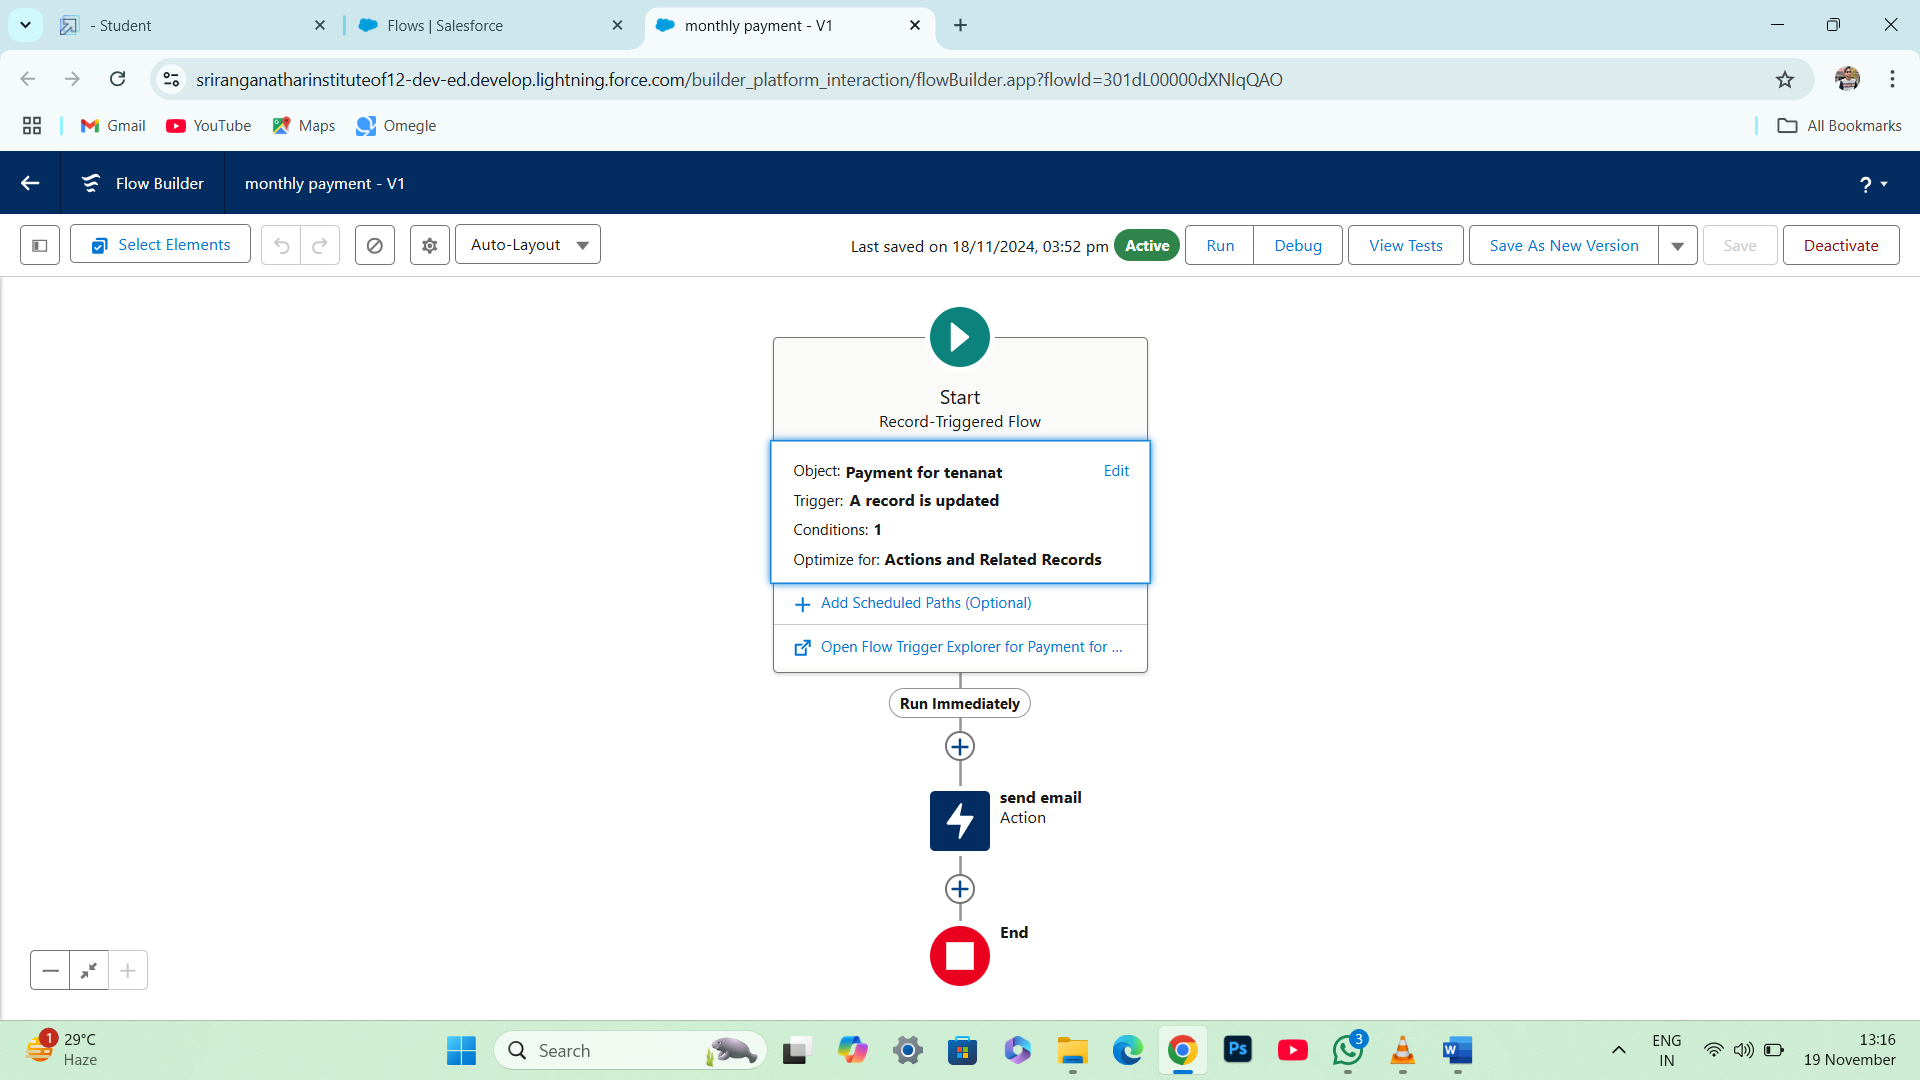 - Student
Flows | Salesforce
monthly payment - V1
sriranganatharinstituteof12-dev-ed.develop.lightning.force.com/builder_platform_interaction/flowBuilder.app?flowId=301dL00000dXNIqQAO
Gmail
YouTube
Maps
Omegle
All Bookmarks
Flow Builder
monthly payment - V1
?
Select Elements
Auto-Layout
Last saved on 18/11/2024, 03:52 pm
Active
Run
Debug
View Tests
Save As New Version
Save
Deactivate
Start
Record-Triggered Flow
Object: Payment for tenanat
Edit
Trigger: A record is updated
Conditions: 1
Optimize for: Actions and Related Records
Add Scheduled Paths (Optional)
Open Flow Trigger Explorer for Payment for ...
Run Immediately
send email
Action
End
1
29°C
Haze
Search
Ps
3
W
ENG
IN
13:16
19 November